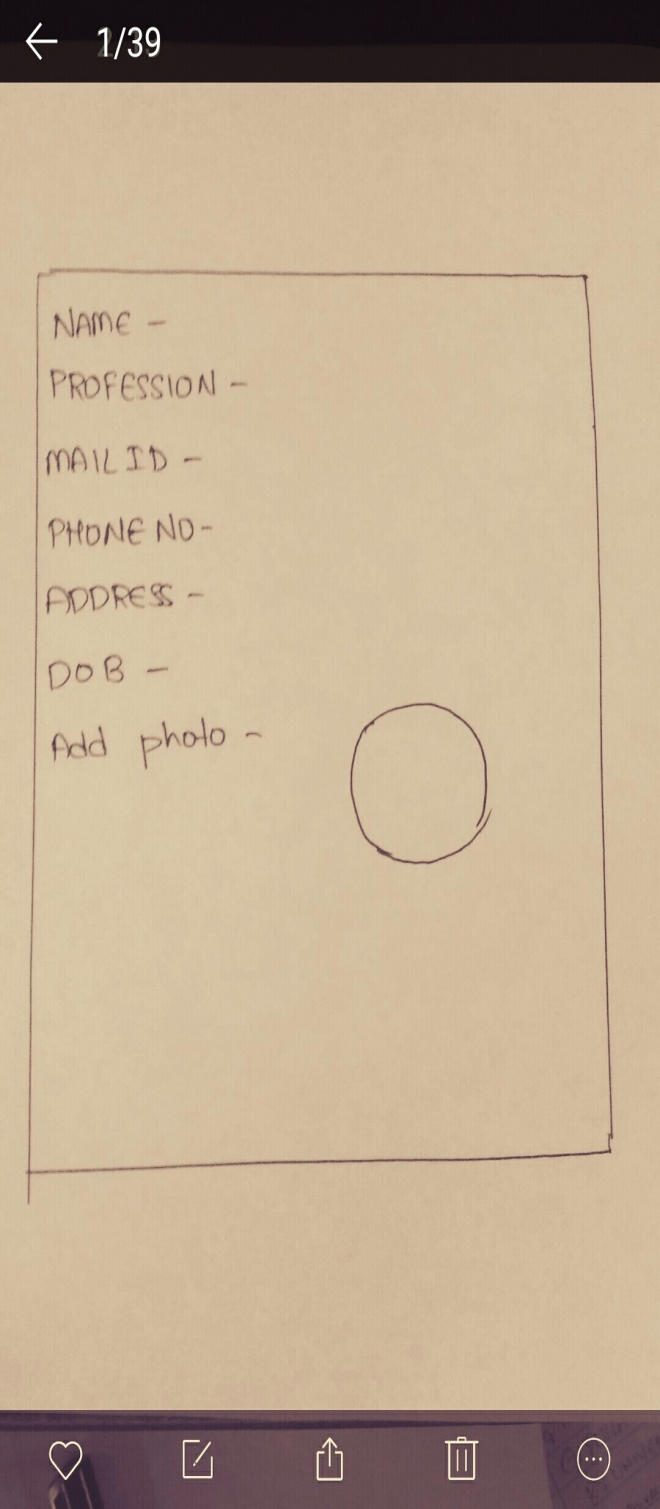 1/39
NAME -
PROFESSION -
MAIL ID -
PHONE NO-
ADDRESS -
DOB -
Add photo -